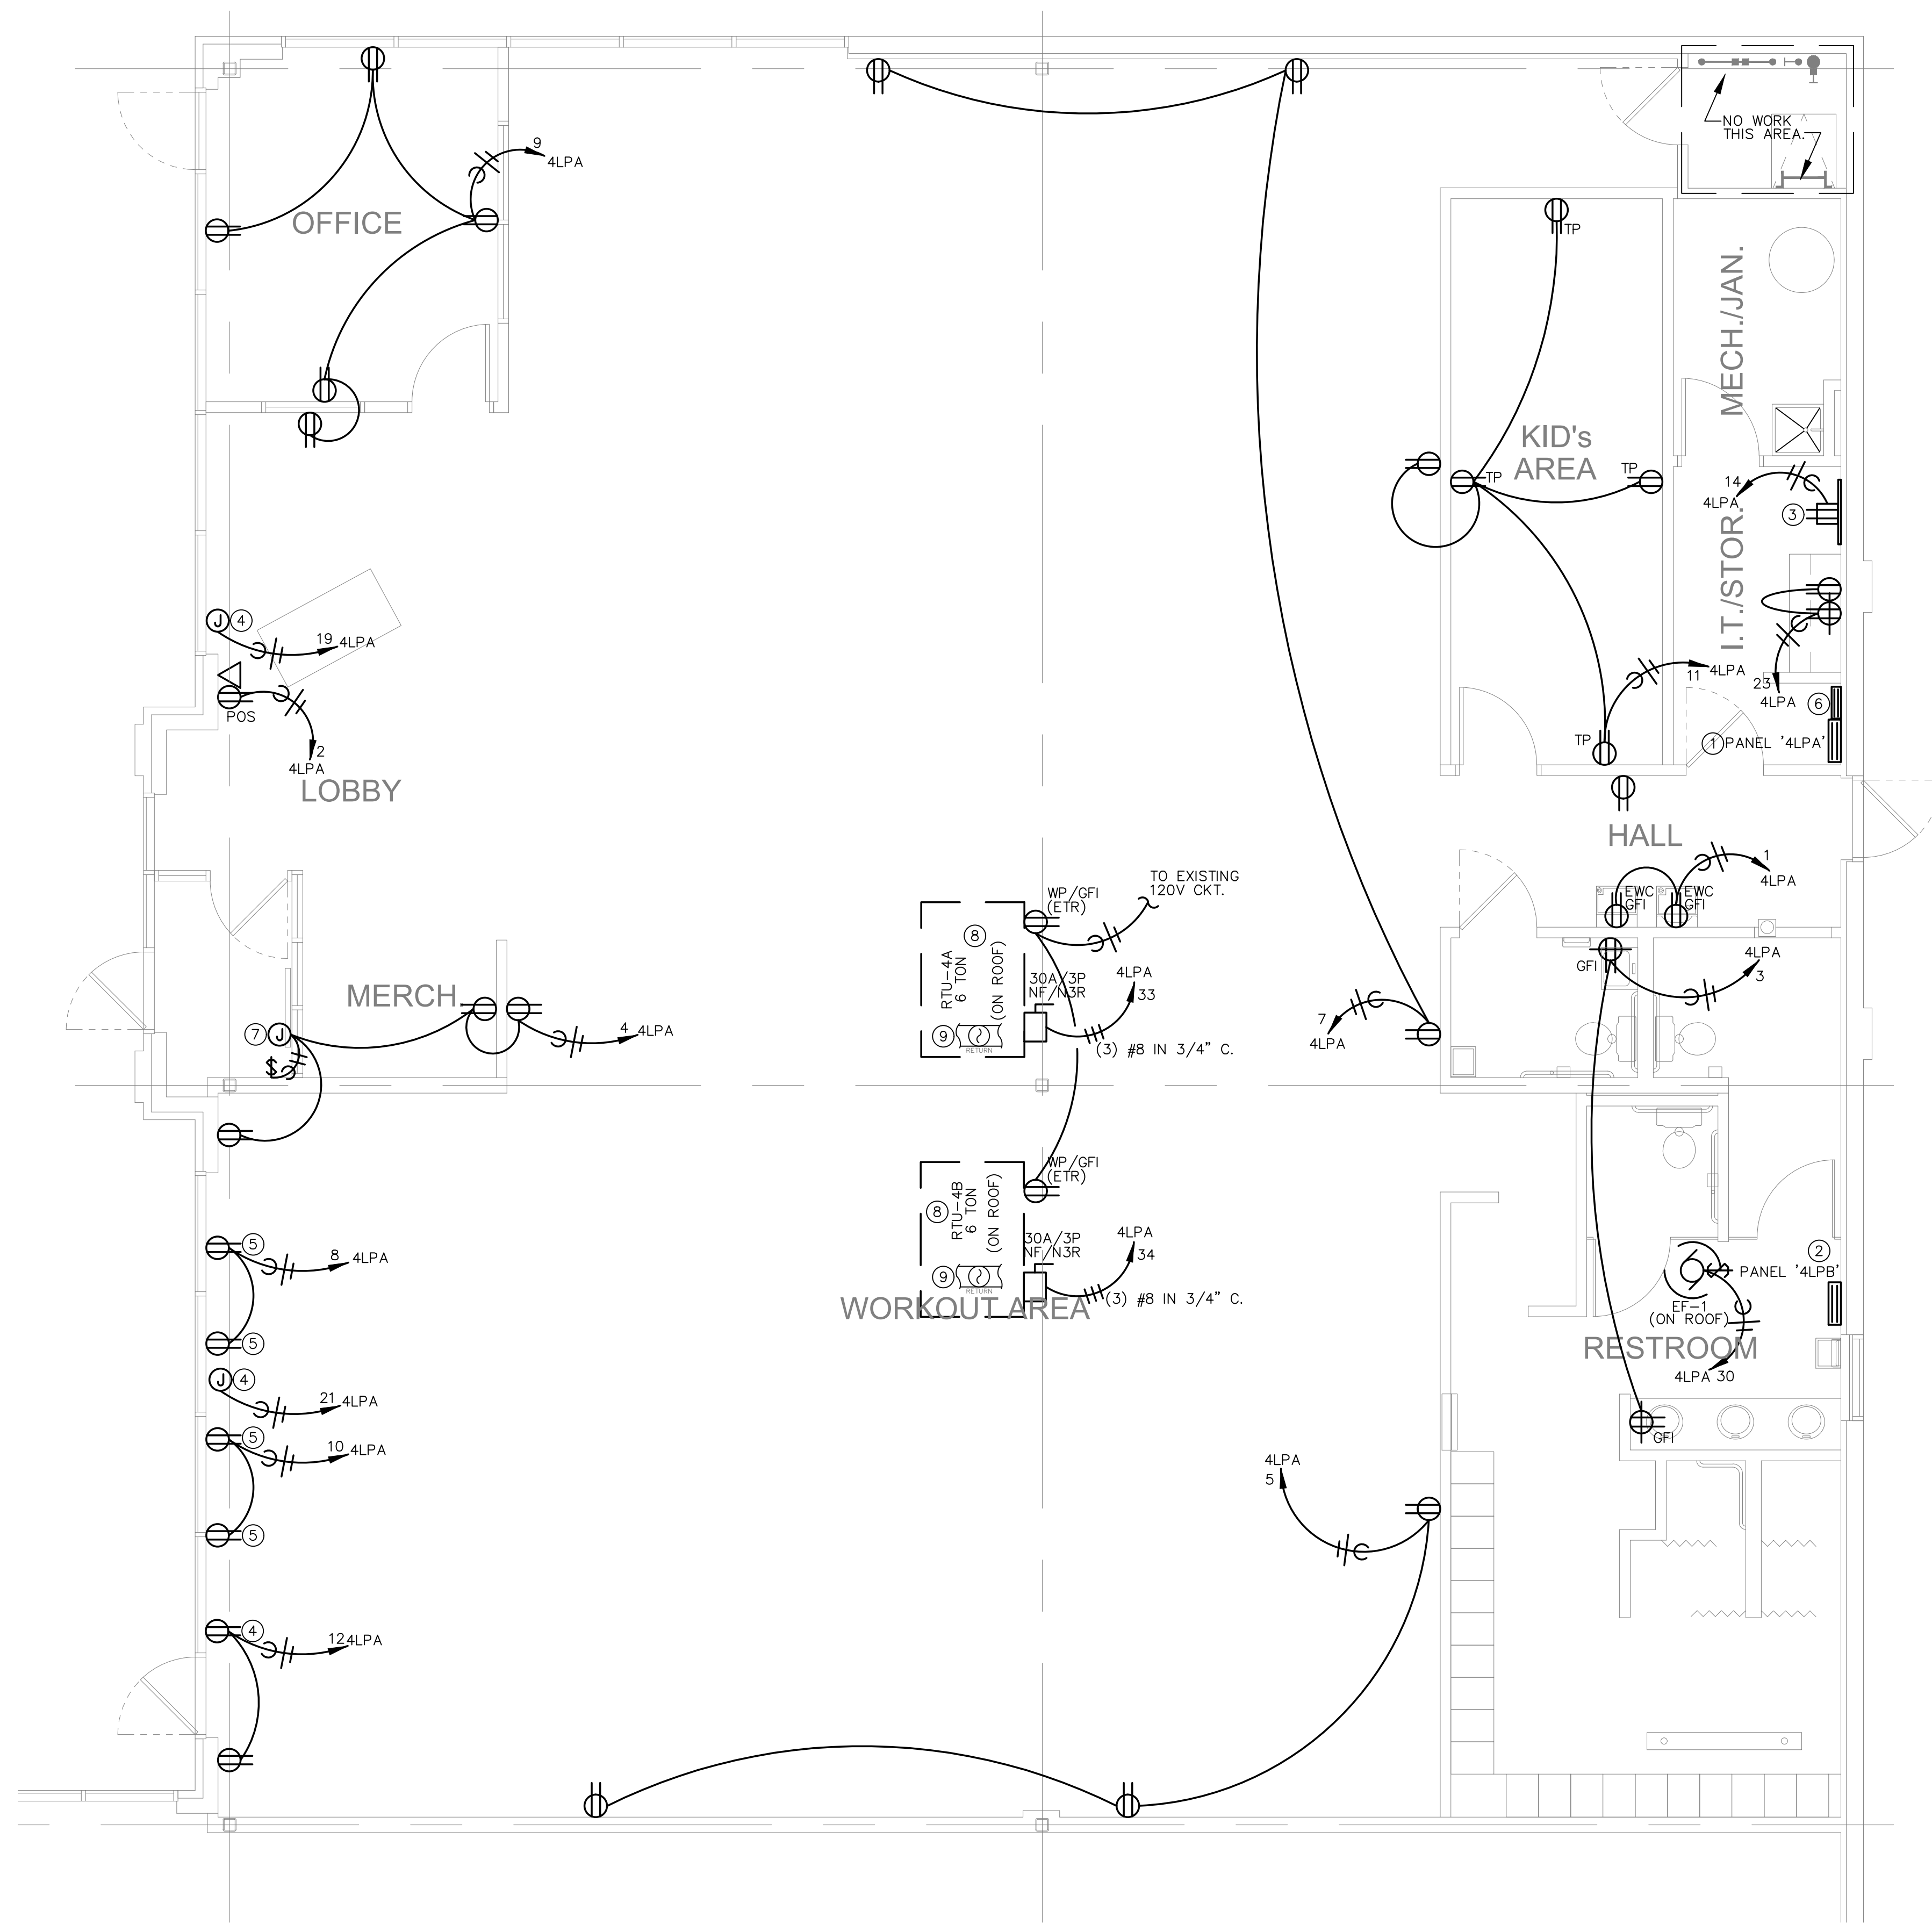 NO WORK
THIS AREA.
9
4LPA
OFFICE
TP
MECH./JAN.
KID's
AREA
TP
TP
14
4LPA
3
I.T./STOR.
J
4
19 4LPA
POS
2
4LPA
LOBBY
11
4LPA
23
4LPA
6
TP
1
PANEL '4LPA'
HALL
1
4LPA
EWC
GFI
EWC
GFI
TO EXISTING
120V CKT.
WP/GFI
(ETR)
8
RTU-4A
6 TON
(ON ROOF)
30A/3P
NF/N3R
4LPA
33
9
RETURN
(3) #8 IN 3/4" C.
MERCH.
7
J
$
4 4LPA
7
4LPA
GFI
4LPA
3
WP/GFI
(ETR)
8
RTU-4B
6 TON
(ON ROOF)
30A/3P
NF/N3R
4LPA
34
9
RETURN
(3) #8 IN 3/4" C.
WORKOUT AREA
5
8 4LPA
5
J
4
21 4LPA
5
10 4LPA
5
4
12 4LPA
2
PANEL '4LPB'
EF-1
(ON ROOF)
RESTROOM
4LPA 30
GFI
4LPA
5